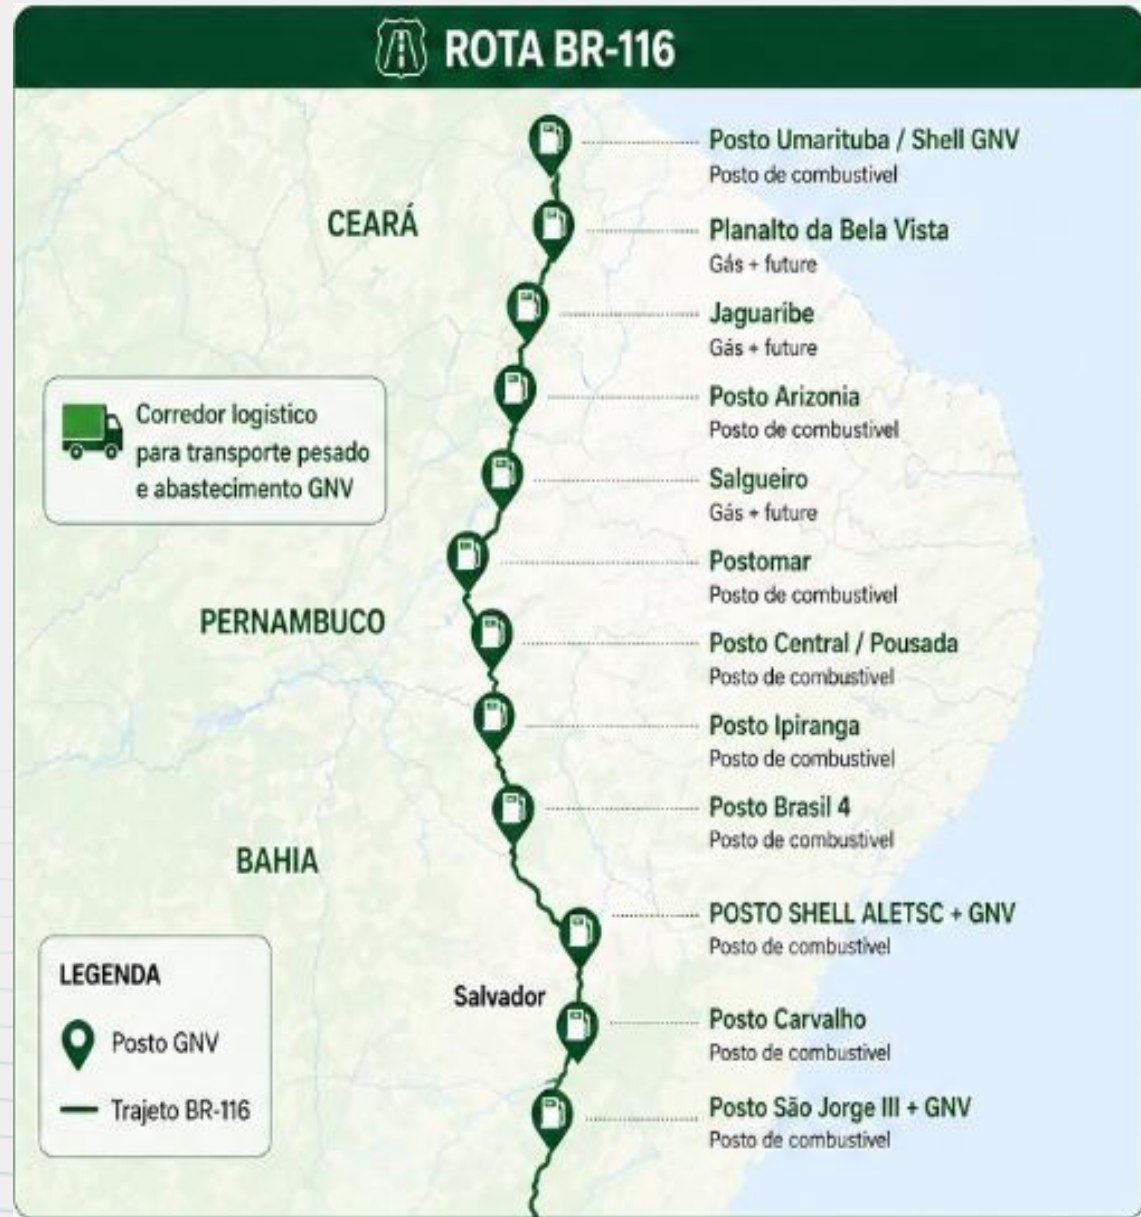 ROTA BR-116
Posto Umarituba / Shell GNV
Posto de combustivel
CEARÁ
Planalto da Bela Vista
Gás + future
Jaguaribe
Gás + future
Posto Arizonia
Posto de combustivel
Corredor logístico
para transporte pesado
e abastecimento GNV
Salgueiro
Gás + future
Postomar
Posto de combustivel
PERNAMBUCO
Posto Central / Pousada
Posto de combustivel
Posto Ipiranga
Posto de combustivel
Posto Brasil 4
Posto de combustivel
BAHIA
POSTO SHELL ALETSC + GNV
Posto de combustivel
Salvador
Posto Carvalho
Posto de combustivel
Posto São Jorge III + GNV
Posto de combustivel
LEGENDA
Posto GNV
Trajeto BR-116